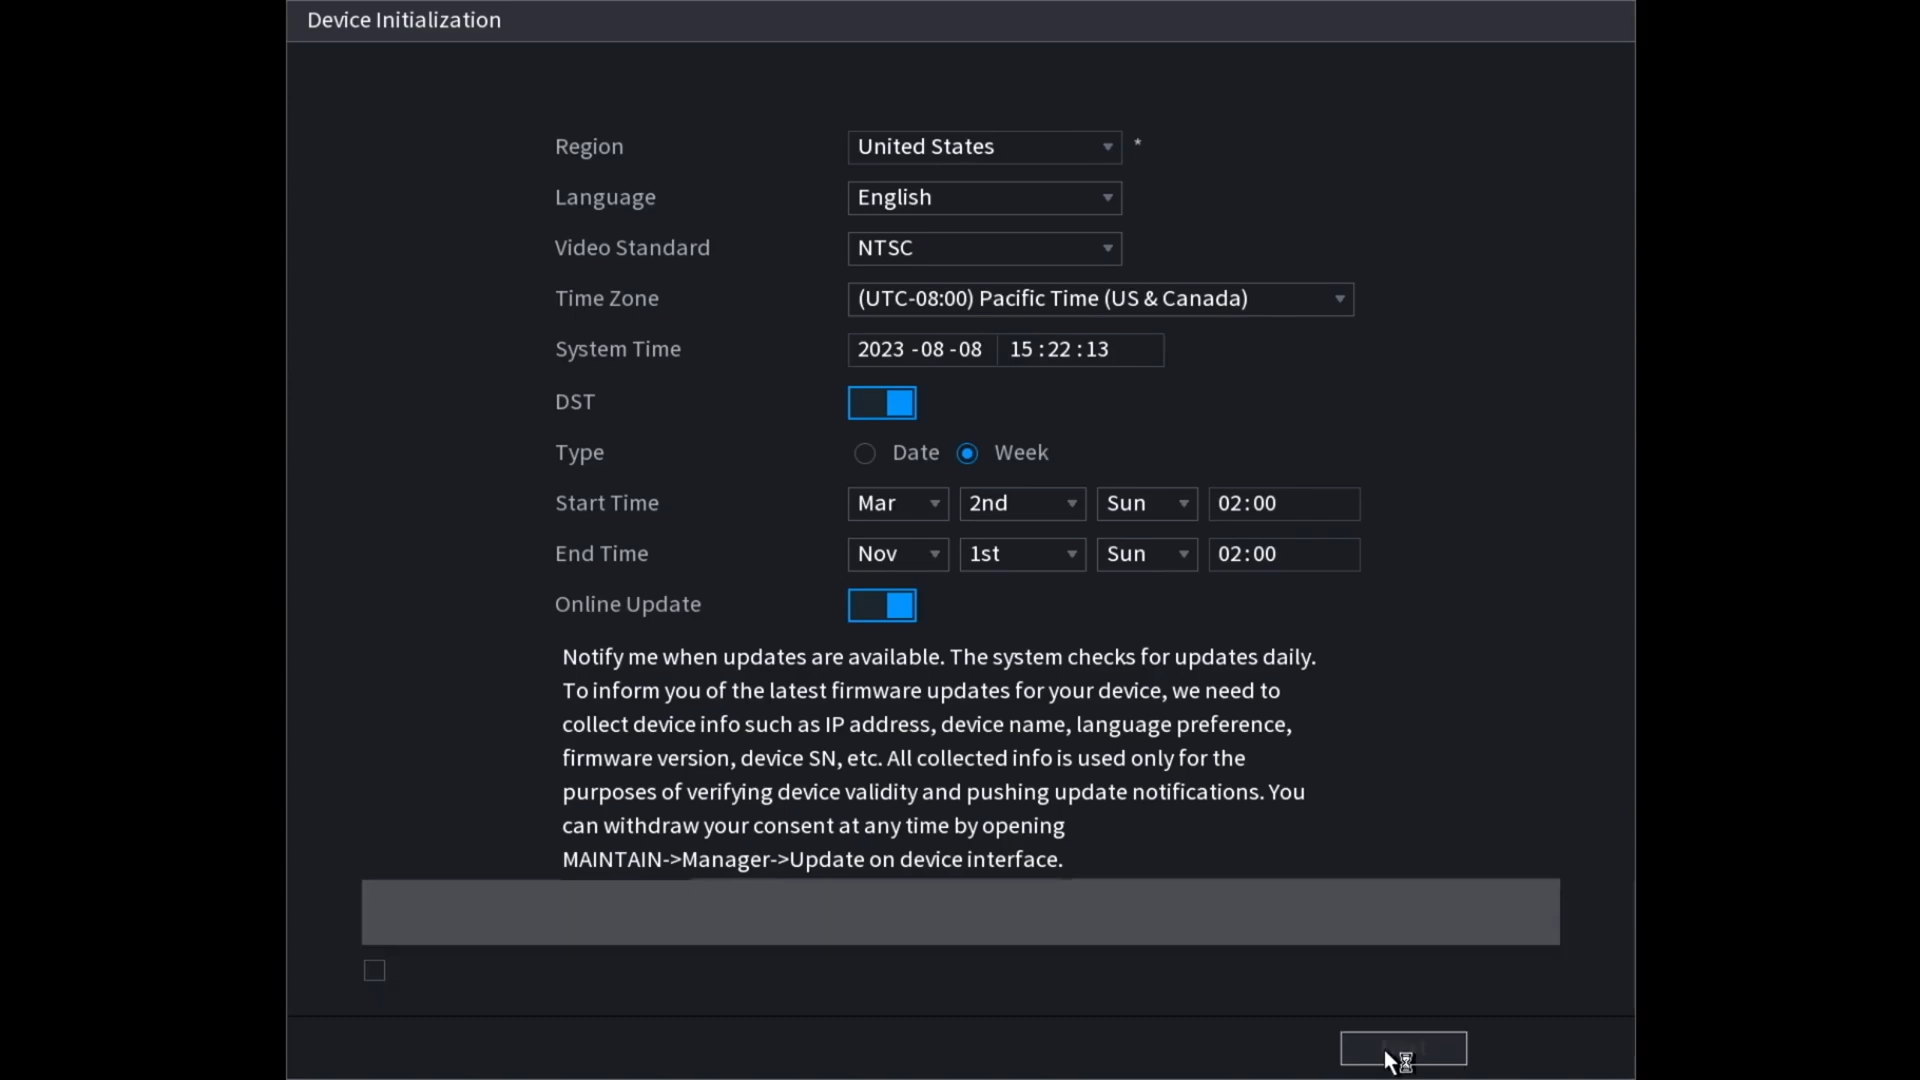 Device Initialization
Region United States *
Language English
Video Standard NTSC
Time Zone (UTC-08:00) Pacific Time (US & Canada)
System Time 2023 -08 -08 15 :22 :13
DST
Type Date Week
Start Time Mar 2nd Sun 02:00
End Time Nov 1st Sun 02:00
Online Update
Notify me when updates are available. The system checks for updates daily.
To inform you of the latest firmware updates for your device, we need to
collect device info such as IP address, device name, language preference,
firmware version, device SN, etc. All collected info is used only for the
purposes of verifying device validity and pushing update notifications. You
can withdraw your consent at any time by opening
MAINTAIN->Manager->Update on device interface.